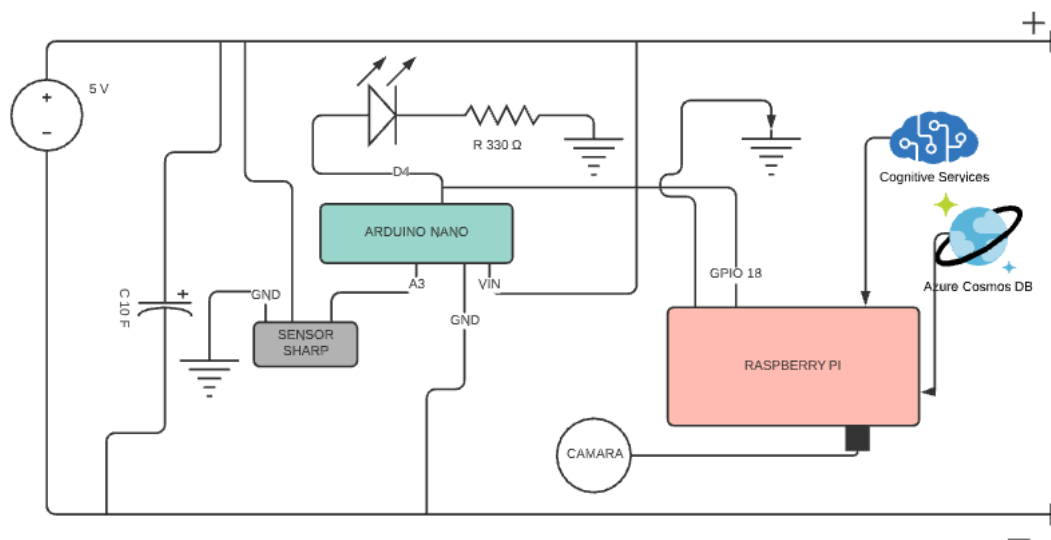 +
5 V
+
−
R 330 Ω
D4
Cognitive Services
ARDUINO NANO
A3
VIN
GPIO 18
Azure Cosmos DB
C 10 F
+
GND
GND
SENSOR
SHARP
RASPBERRY PI
CAMARA
−